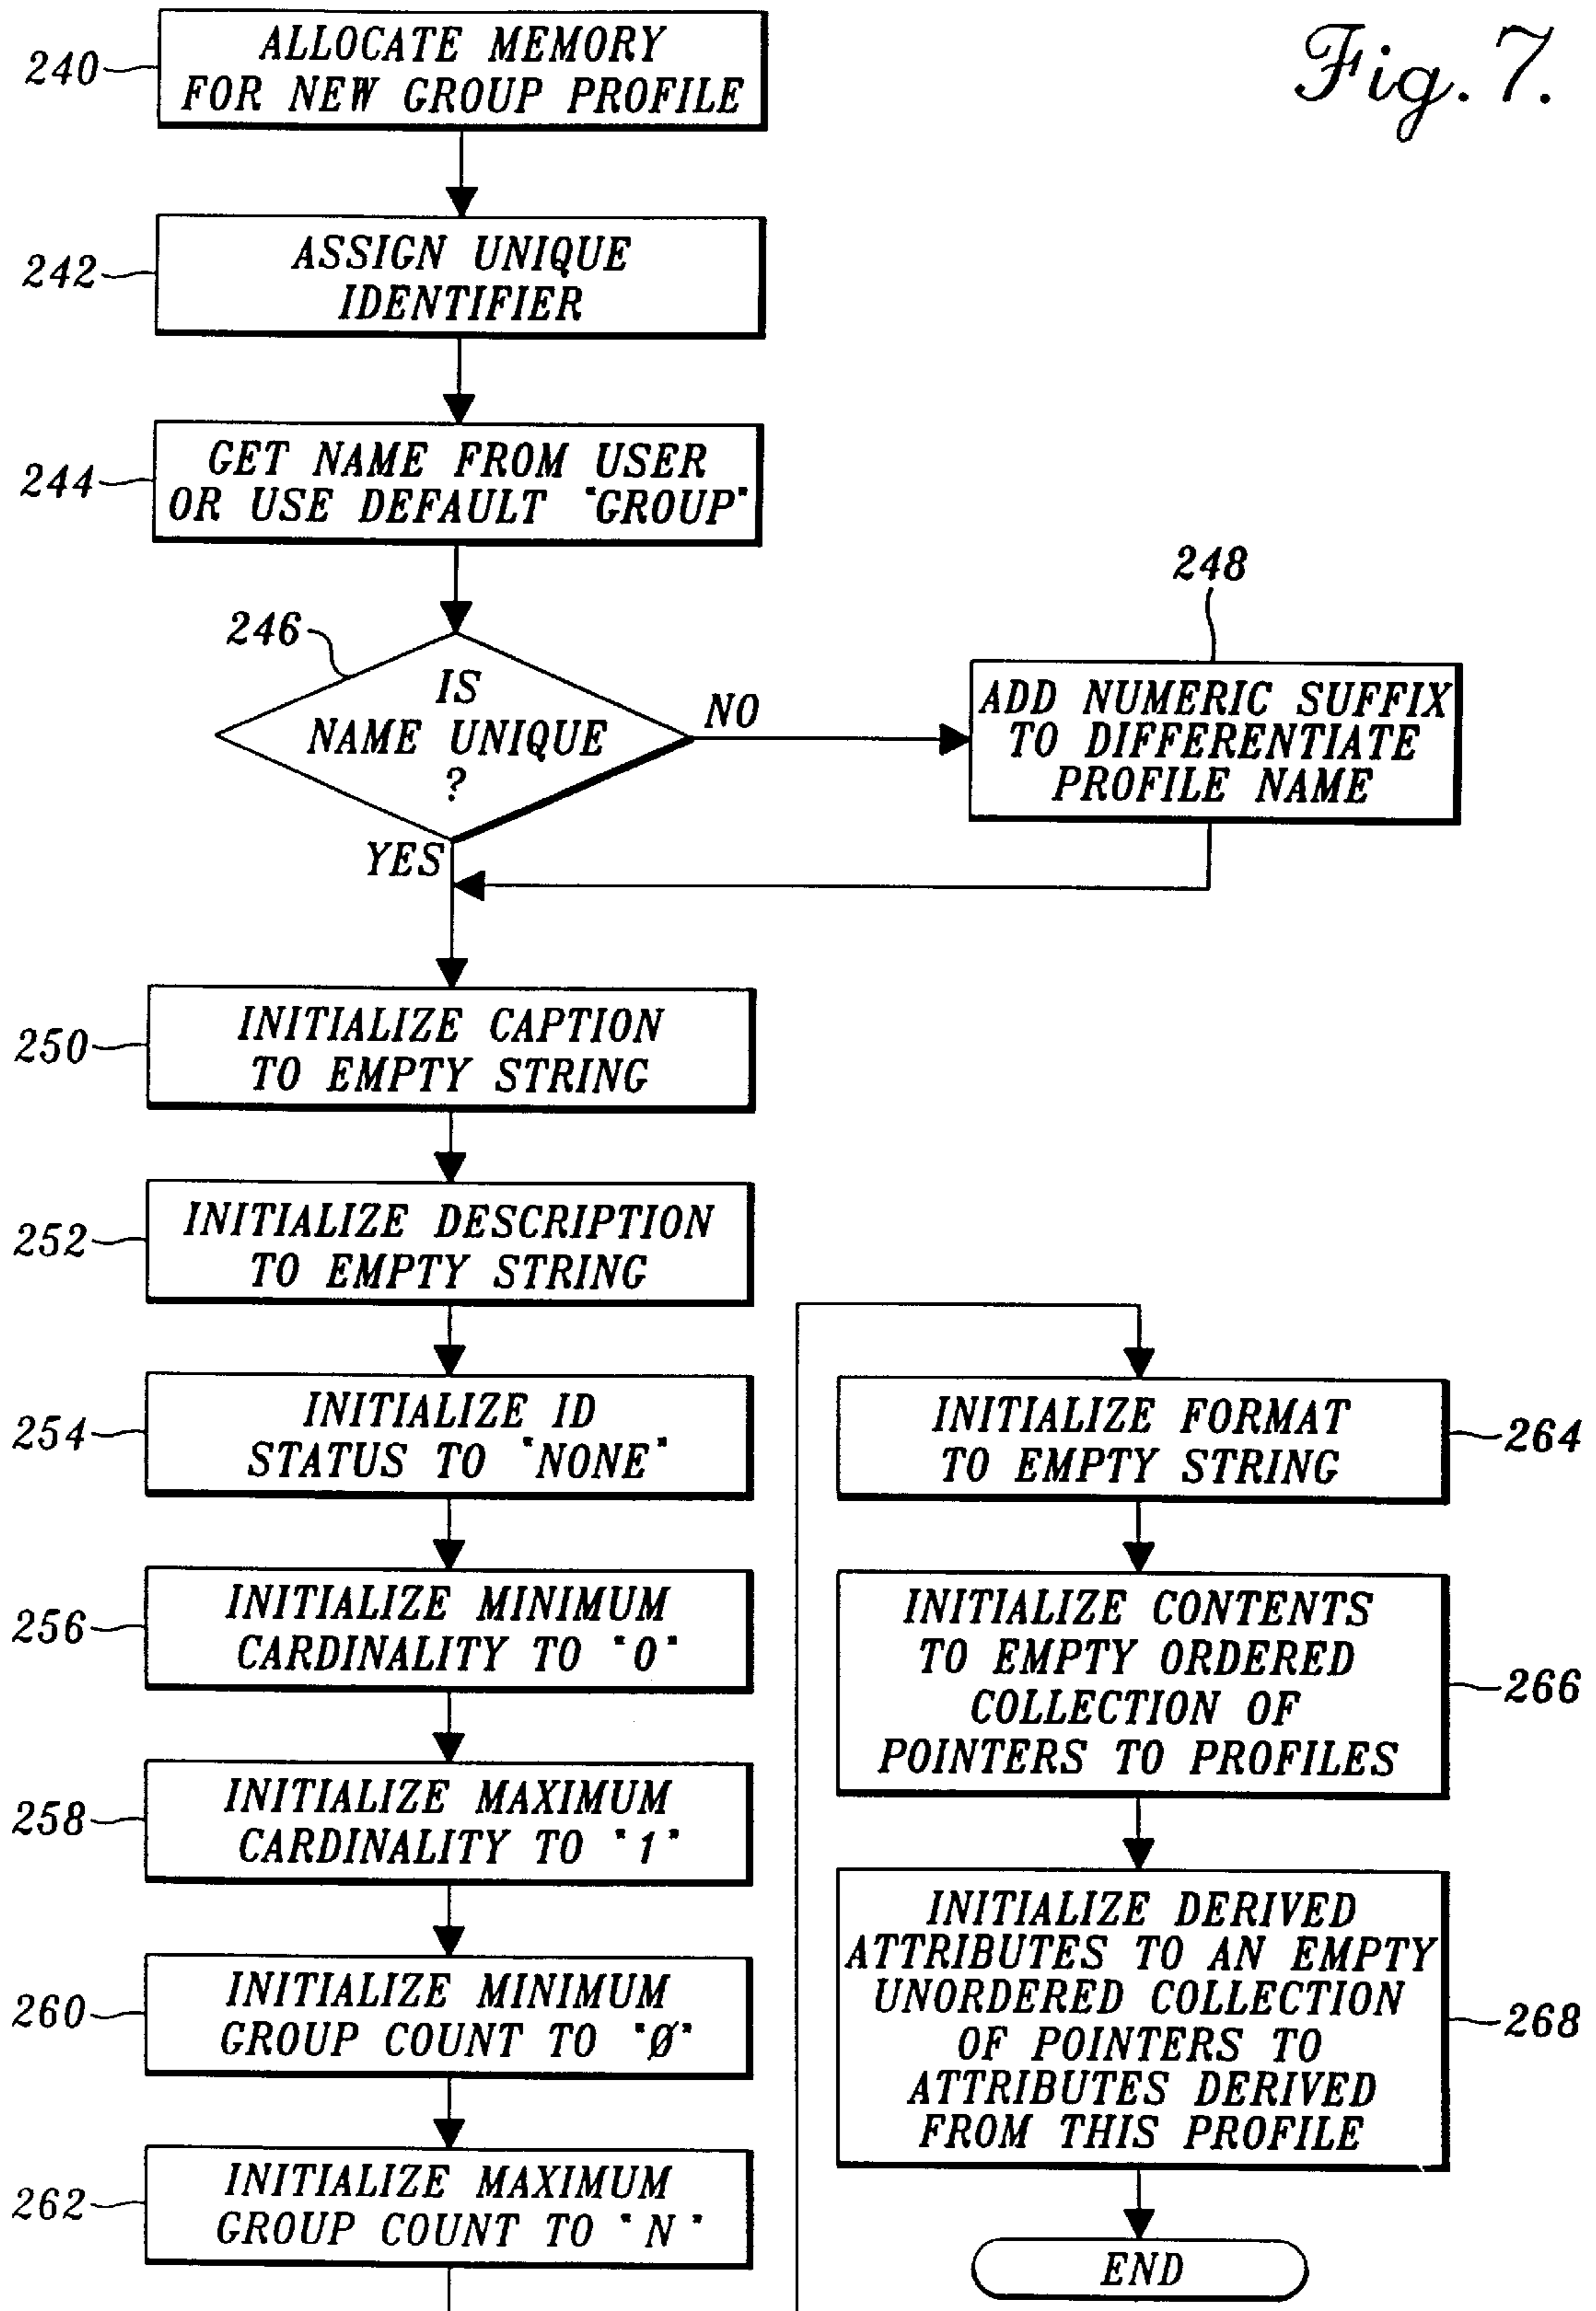 Fig. 7.
240
ALLOCATE MEMORY
FOR NEW GROUP PROFILE
242
ASSIGN UNIQUE
IDENTIFIER
244
GET NAME FROM USER
OR USE DEFAULT "GROUP"
246
IS
NAME UNIQUE
?
NO
YES
248
ADD NUMERIC SUFFIX
TO DIFFERENTIATE
PROFILE NAME
250
INITIALIZE CAPTION
TO EMPTY STRING
252
INITIALIZE DESCRIPTION
TO EMPTY STRING
254
INITIALIZE ID
STATUS TO "NONE"
256
INITIALIZE MINIMUM
CARDINALITY TO "0"
258
INITIALIZE MAXIMUM
CARDINALITY TO "1"
260
INITIALIZE MINIMUM
GROUP COUNT TO "Ø"
262
INITIALIZE MAXIMUM
GROUP COUNT TO "N"
INITIALIZE FORMAT
TO EMPTY STRING
264
INITIALIZE CONTENTS
TO EMPTY ORDERED
COLLECTION OF
POINTERS TO PROFILES
266
INITIALIZE DERIVED
ATTRIBUTES TO AN EMPTY
UNORDERED COLLECTION
OF POINTERS TO
ATTRIBUTES DERIVED
FROM THIS PROFILE
268
END